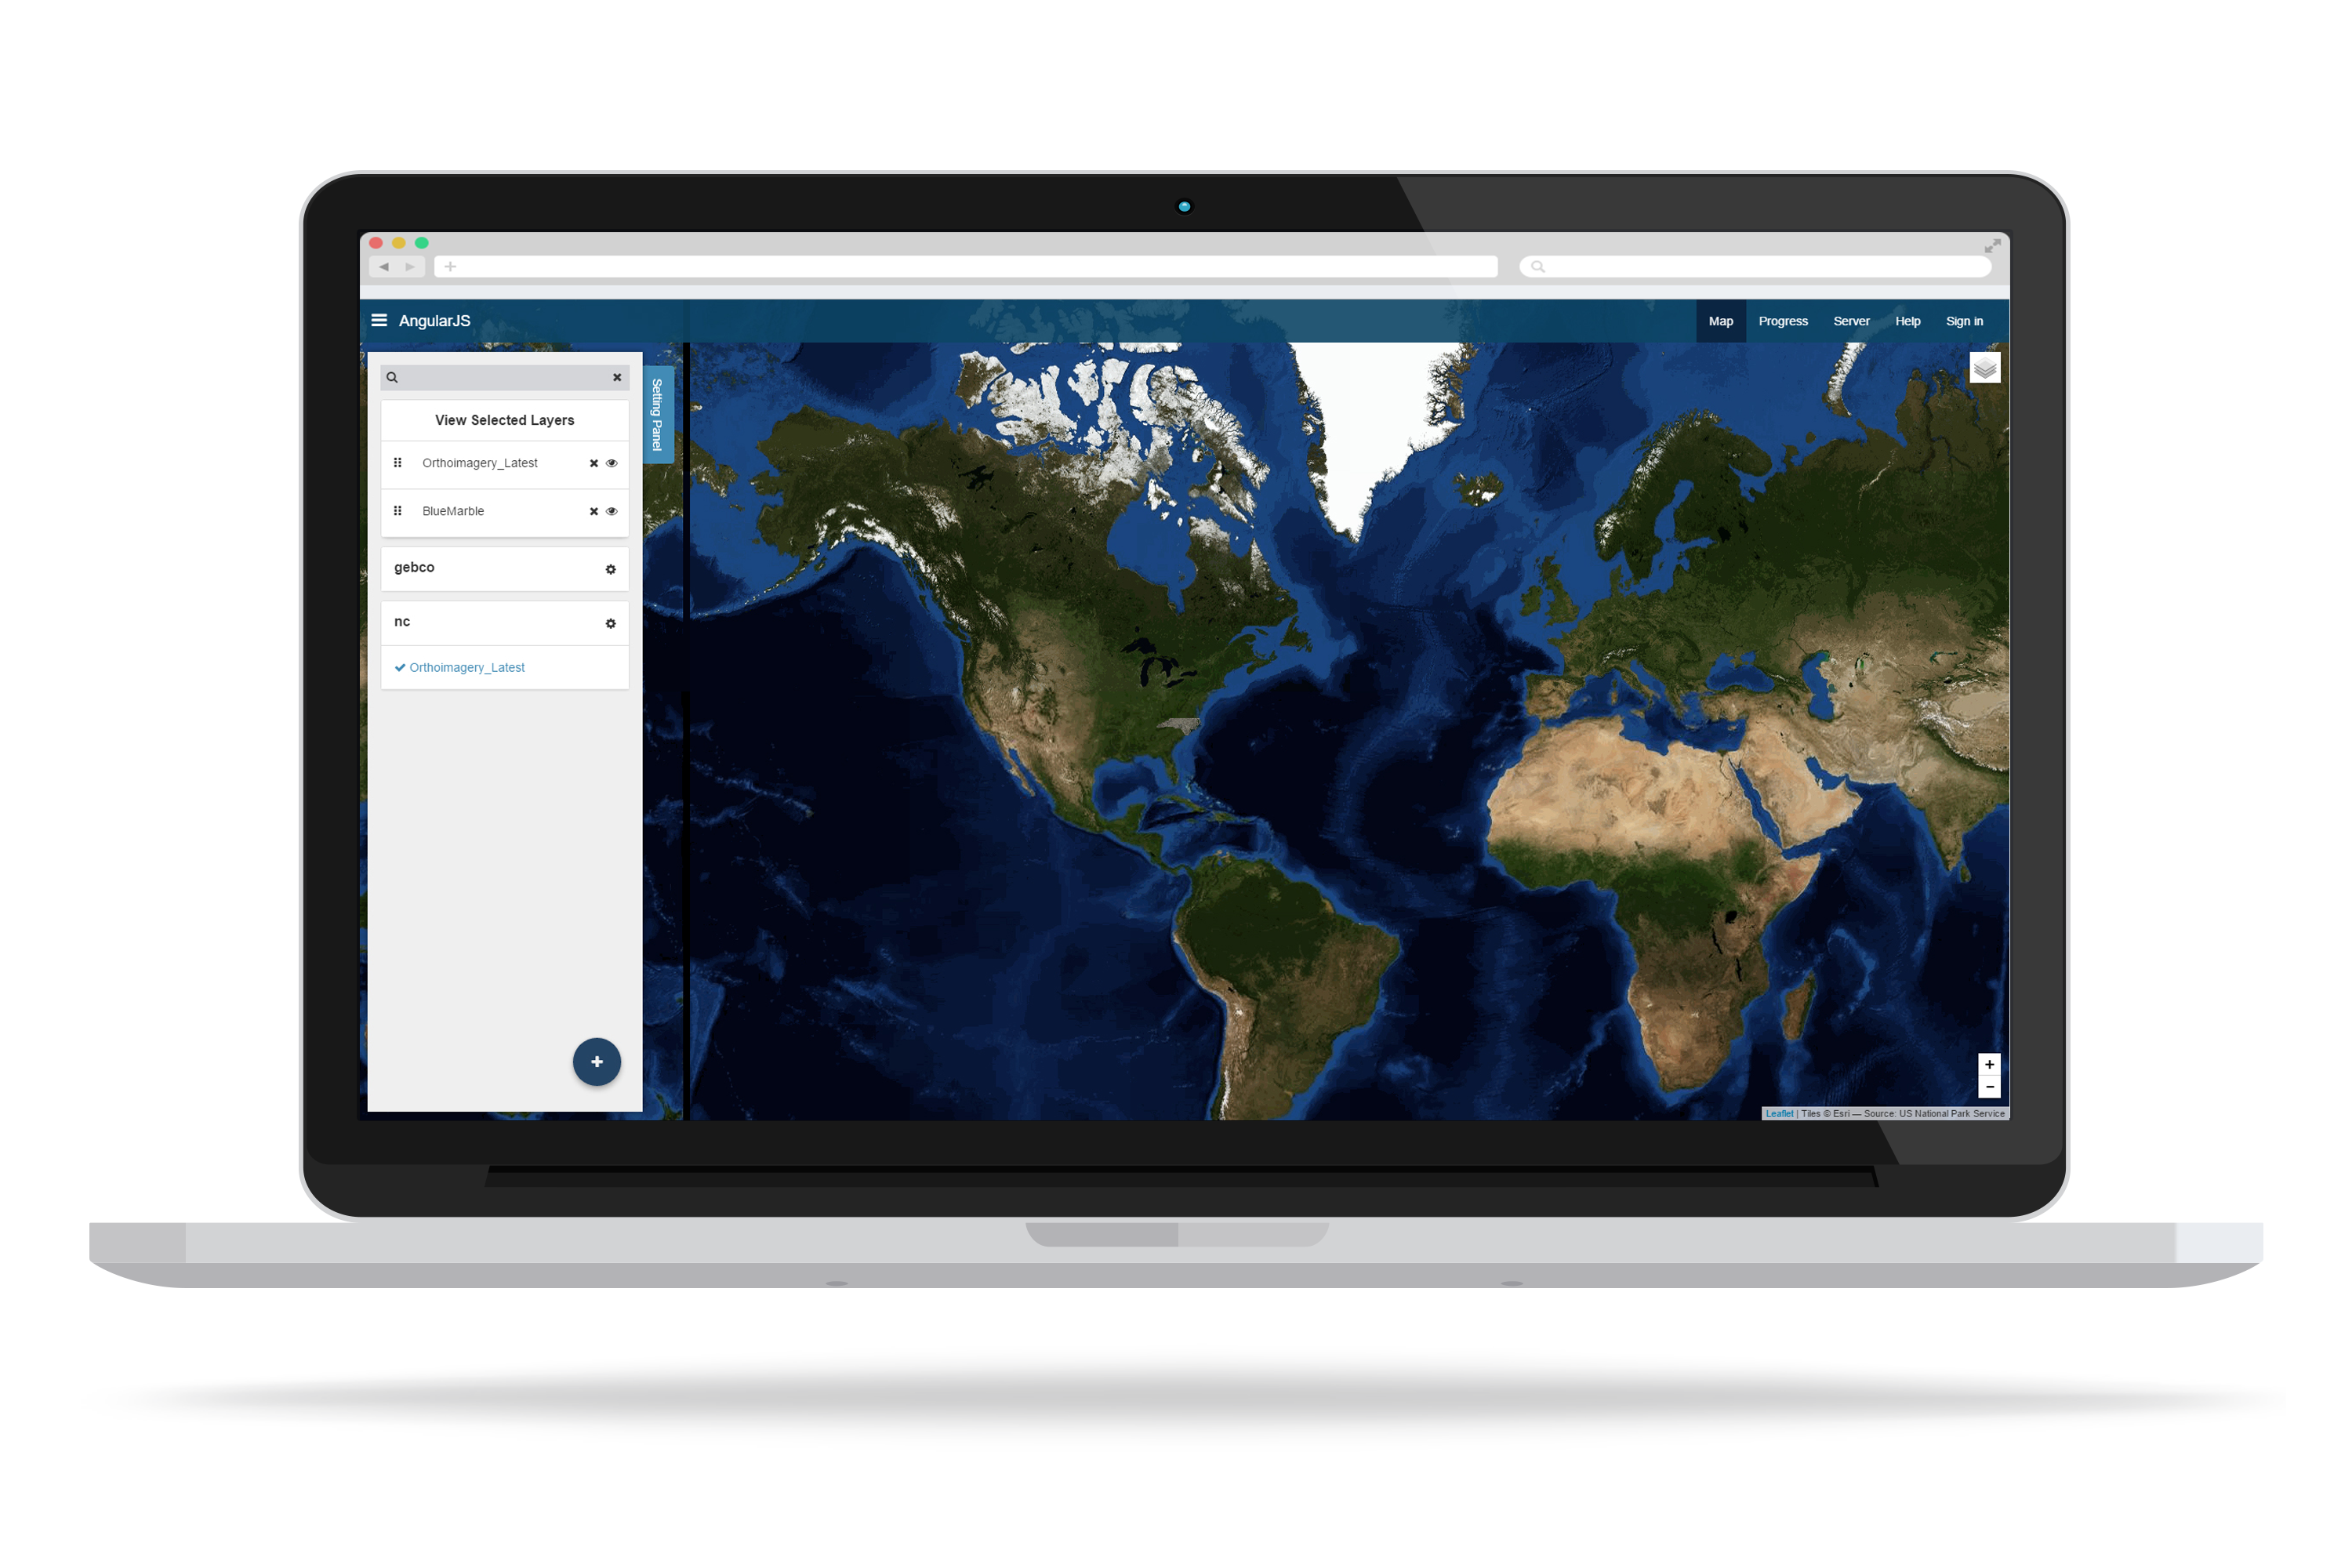 AngularJS
Map Progress Server Help Sign in
Setting Panel
View Selected Layers
Orthoimagery_Latest
BlueMarble
gebco
nc
Orthoimagery_Latest
Leaflet | Tiles © Esri — Source: US National Park Service